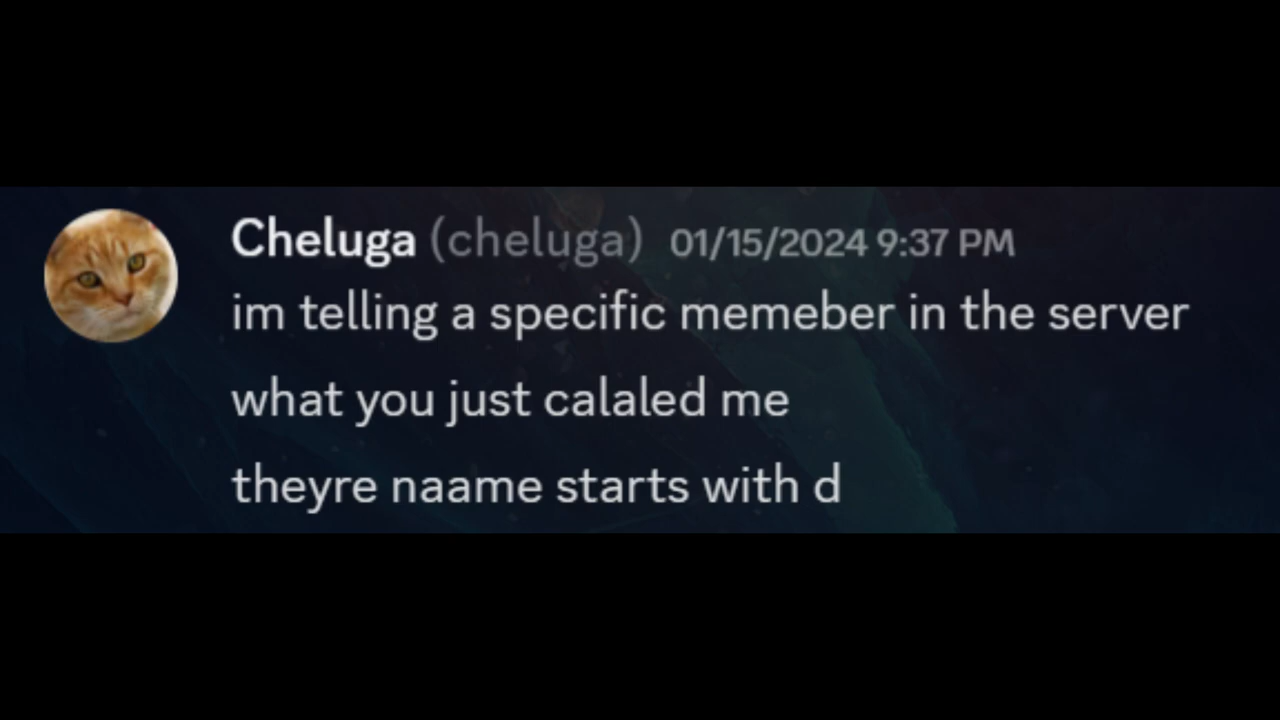 Cheluga (cheluga) 01/15/2024 9:37 PM
im telling a specific memeber in the server
what you just calaled me
theyre naame starts with d